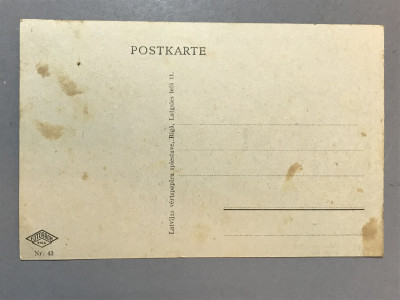 POSTKARTE
Latvijas vērtspapīru spiestuve, Rīgā, Latgales ielā 11.
Nr. 43